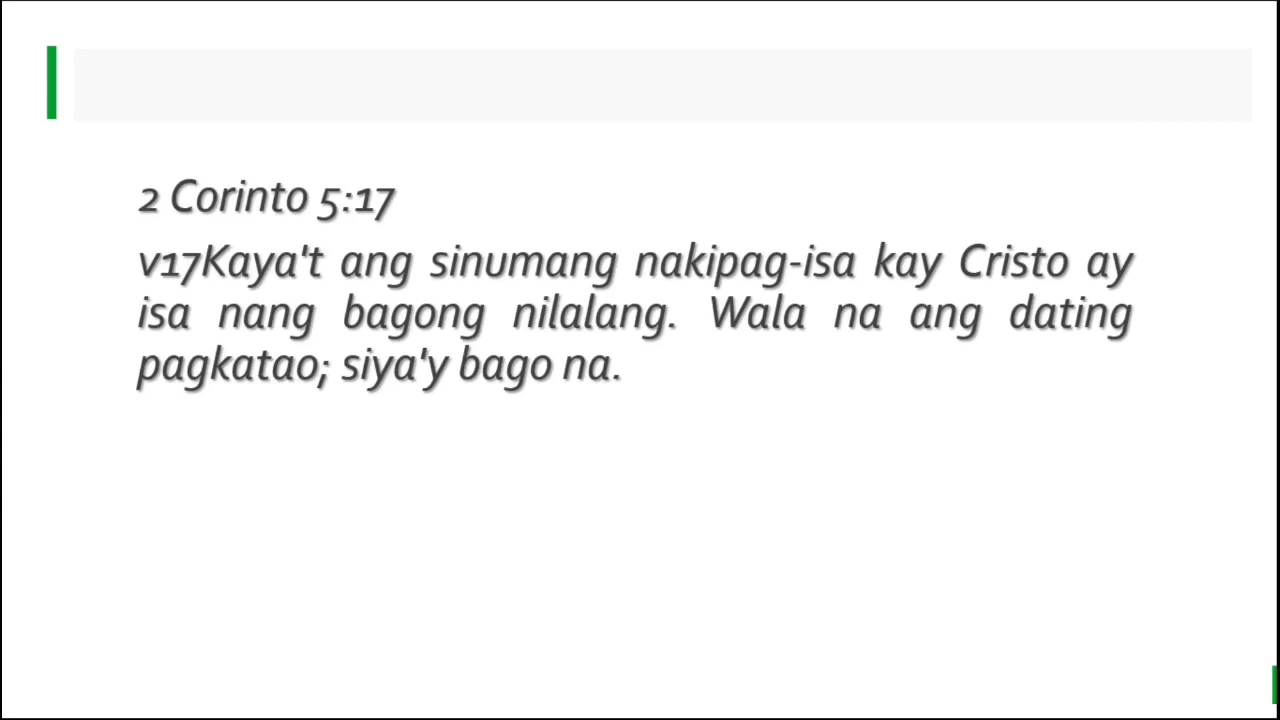 2 Corinto 5:17
v17Kaya't ang sinumang nakipag-isa kay Cristo ay
isa nang bagong nilalang. Wala na ang dating
pagkatao; siya'y bago na.